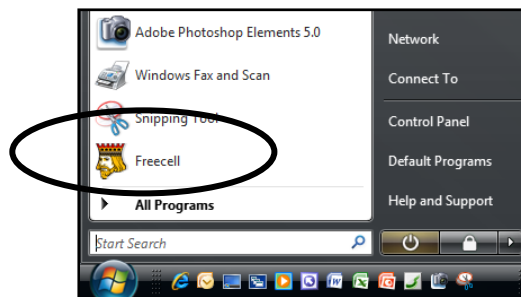 Adobe Photoshop Elements 5.0
Windows Fax and Scan
Snipping Tool
Freecell
All Programs
Start Search
Network
Connect To
Control Panel
Default Programs
Help and Support